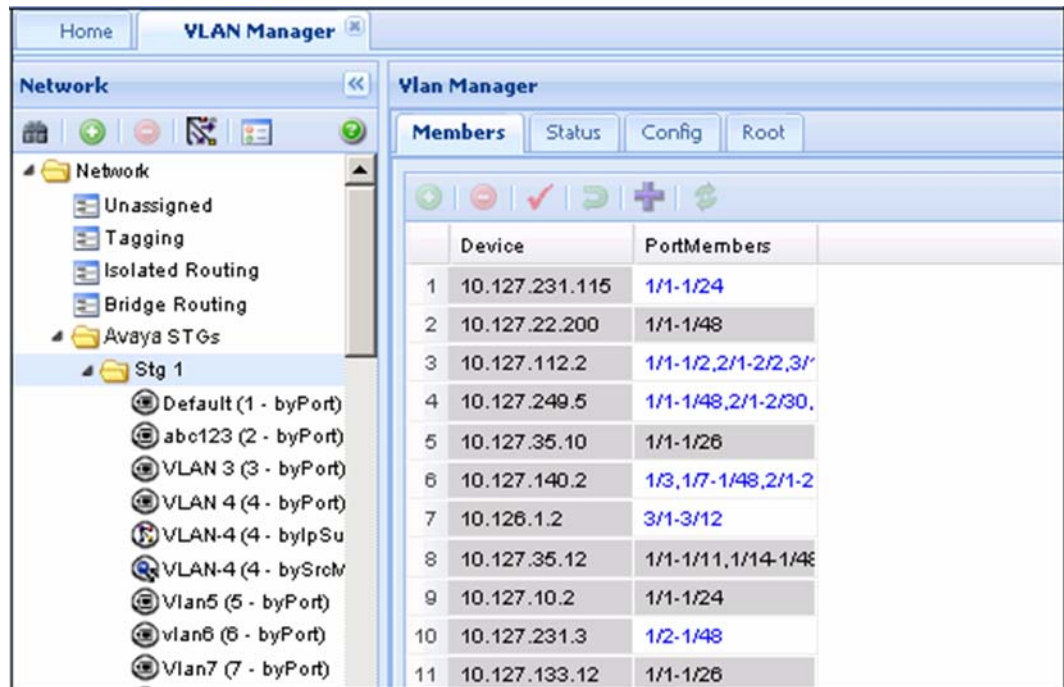 Home
VLAN Manager
Network
Vlan Manager
Members
Status
Config
Root
Network
Unassigned
Tagging
Isolated Routing
Bridge Routing
Avaya STGs
Stg 1
Default (1 - byPort)
abc123 (2 - byPort)
VLAN 3 (3 - byPort)
VLAN 4 (4 - byPort)
VLAN-4 (4 - byIpSu
VLAN-4 (4 - bySrcM
Vlan5 (5 - byPort)
vlan6 (6 - byPort)
Vlan7 (7 - byPort)
Device PortMembers
1 10.127.231.115 1/1-1/24
2 10.127.22.200 1/1-1/48
3 10.127.112.2 1/1-1/2,2/1-2/2,3/1
4 10.127.249.5 1/1-1/48,2/1-2/30,
5 10.127.35.10 1/1-1/26
6 10.127.140.2 1/3,1/7-1/48,2/1-2
7 10.126.1.2 3/1-3/12
8 10.127.35.12 1/1-1/11,1/14-1/48
9 10.127.10.2 1/1-1/24
10 10.127.231.3 1/2-1/48
11 10.127.133.12 1/1-1/26